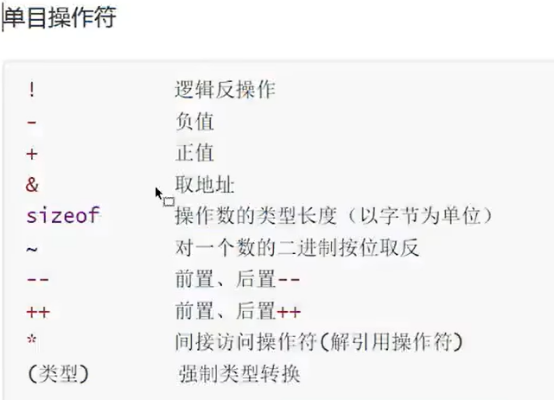 单目操作符
! 逻辑反操作
- 负值
+ 正值
& 取地址
sizeof 操作数的类型长度（以字节为单位）
~ 对一个数的二进制按位取反
-- 前置、后置--
++ 前置、后置++
* 间接访问操作符(解引用操作符)
(类型) 强制类型转换